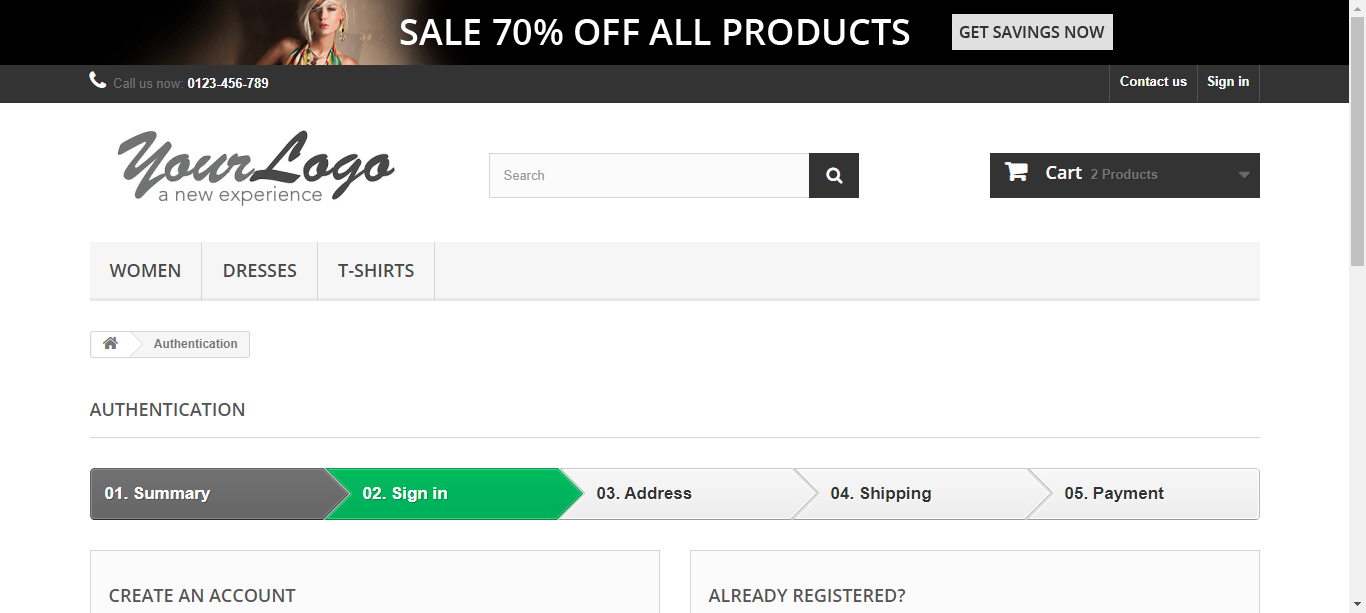 SALE 70% OFF ALL PRODUCTS GET SAVINGS NOW
Call us now: 0123-456-789 Contact us Sign in
YourLogo
a new experience
Search
Cart 2 Products
WOMEN DRESSES T-SHIRTS
Authentication
AUTHENTICATION
01. Summary 02. Sign in 03. Address 04. Shipping 05. Payment
CREATE AN ACCOUNT ALREADY REGISTERED?